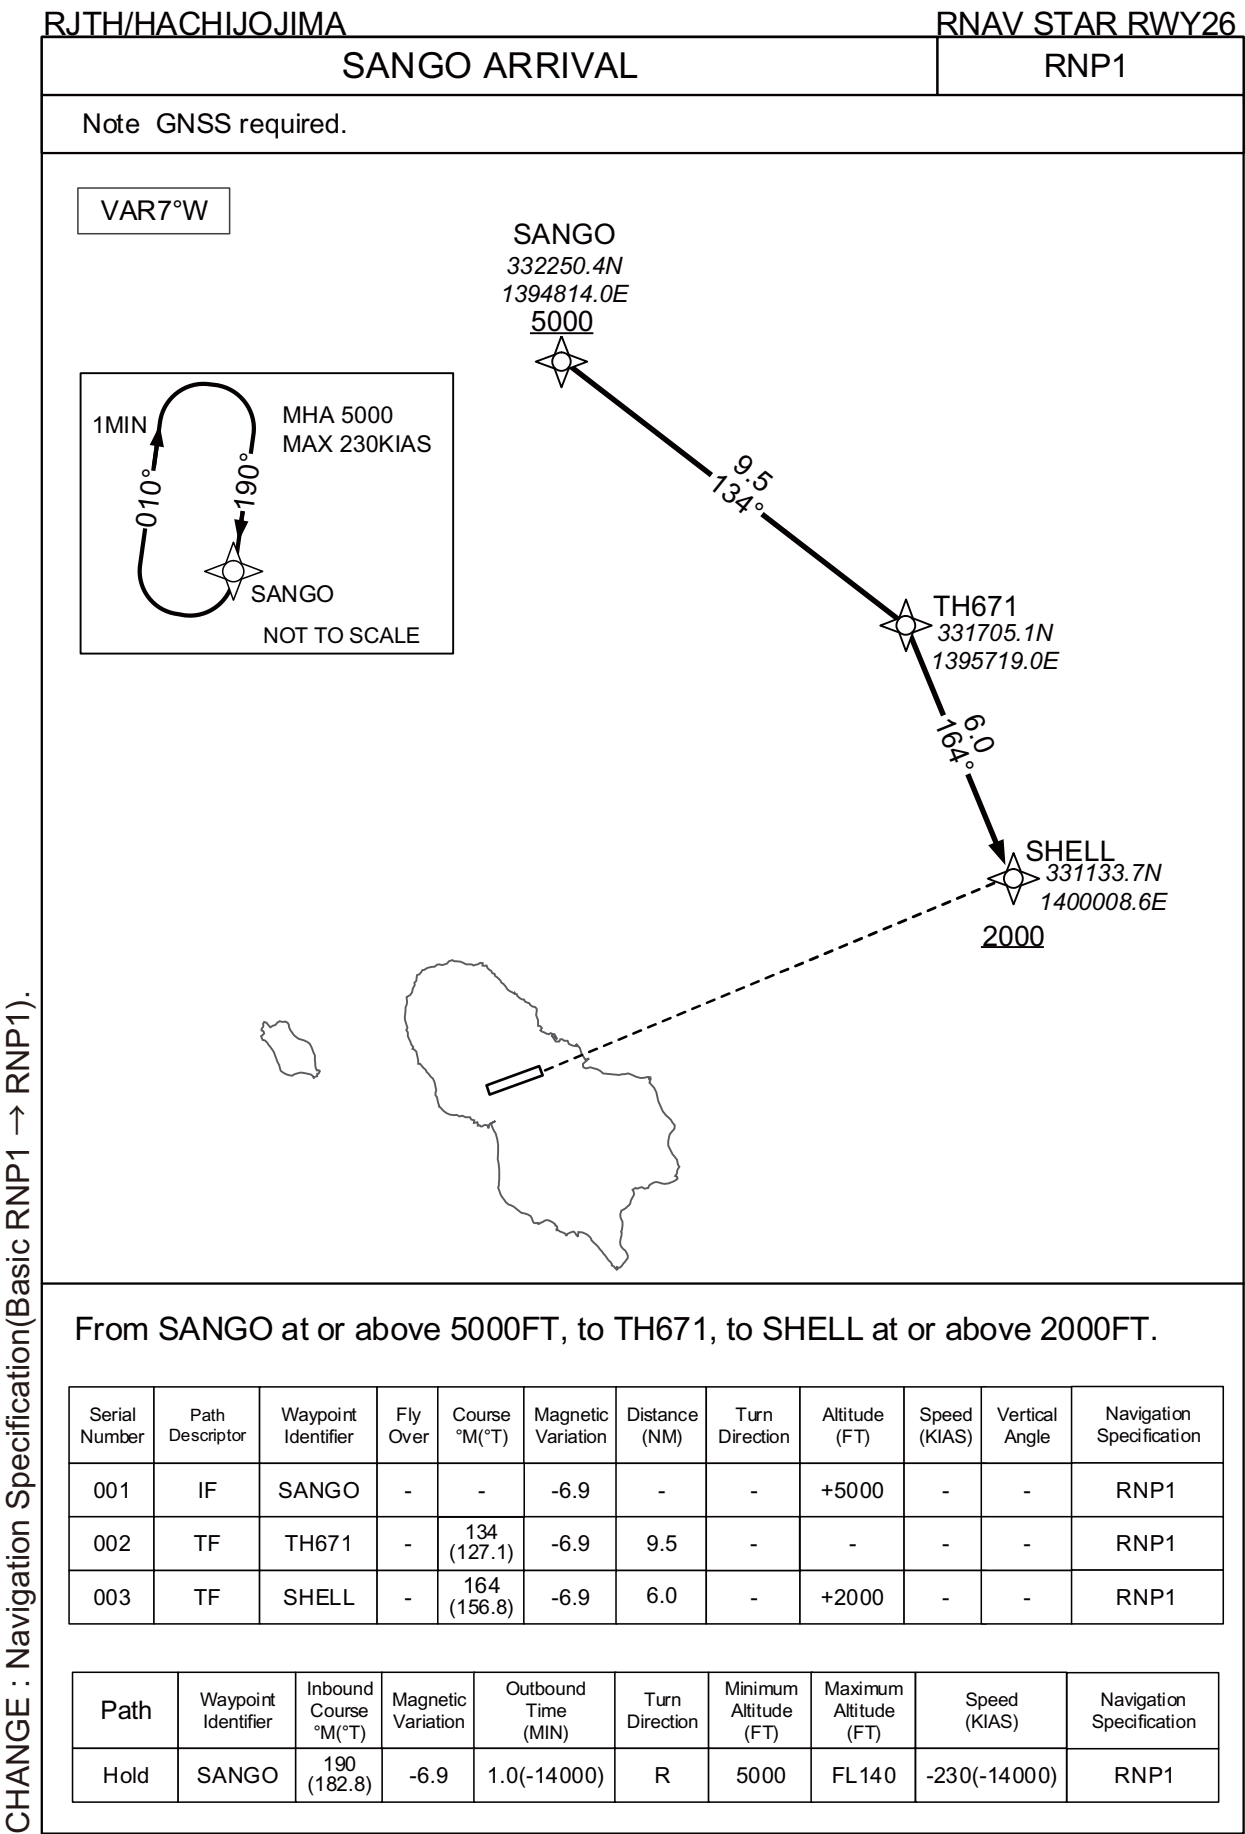 RJTH/HACHIJOJIMA
RNAV STAR RWY26
SANGO ARRIVAL
RNP1
Note GNSS required.
VAR7°W
SANGO
332250.4N
1394814.0E
5000
1MIN
MHA 5000
MAX 230KIAS
010°
190°
SANGO
NOT TO SCALE
9.5
134°
TH671
331705.1N
1395719.0E
6.0
164°
SHELL
331133.7N
1400008.6E
2000
CHANGE : Navigation Specification(Basic RNP1 → RNP1).
From SANGO at or above 5000FT, to TH671, to SHELL at or above 2000FT.
Serial Number | Path Descriptor | Waypoint Identifier | Fly Over | Course °M(°T) | Magnetic Variation | Distance (NM) | Turn Direction | Altitude (FT) | Speed (KIAS) | Vertical Angle | Navigation Specification
001 IF SANGO - - -6.9 - - +5000 - - RNP1
002 TF TH671 - 134 (127.1) -6.9 9.5 - - - - RNP1
003 TF SHELL - 164 (156.8) -6.9 6.0 - +2000 - - RNP1
Path | Waypoint Identifier | Inbound Course °M(°T) | Magnetic Variation | Outbound Time (MIN) | Turn Direction | Minimum Altitude (FT) | Maximum Altitude (FT) | Speed (KIAS) | Navigation Specification
Hold SANGO 190 (182.8) -6.9 1.0(-14000) R 5000 FL140 -230(-14000) RNP1